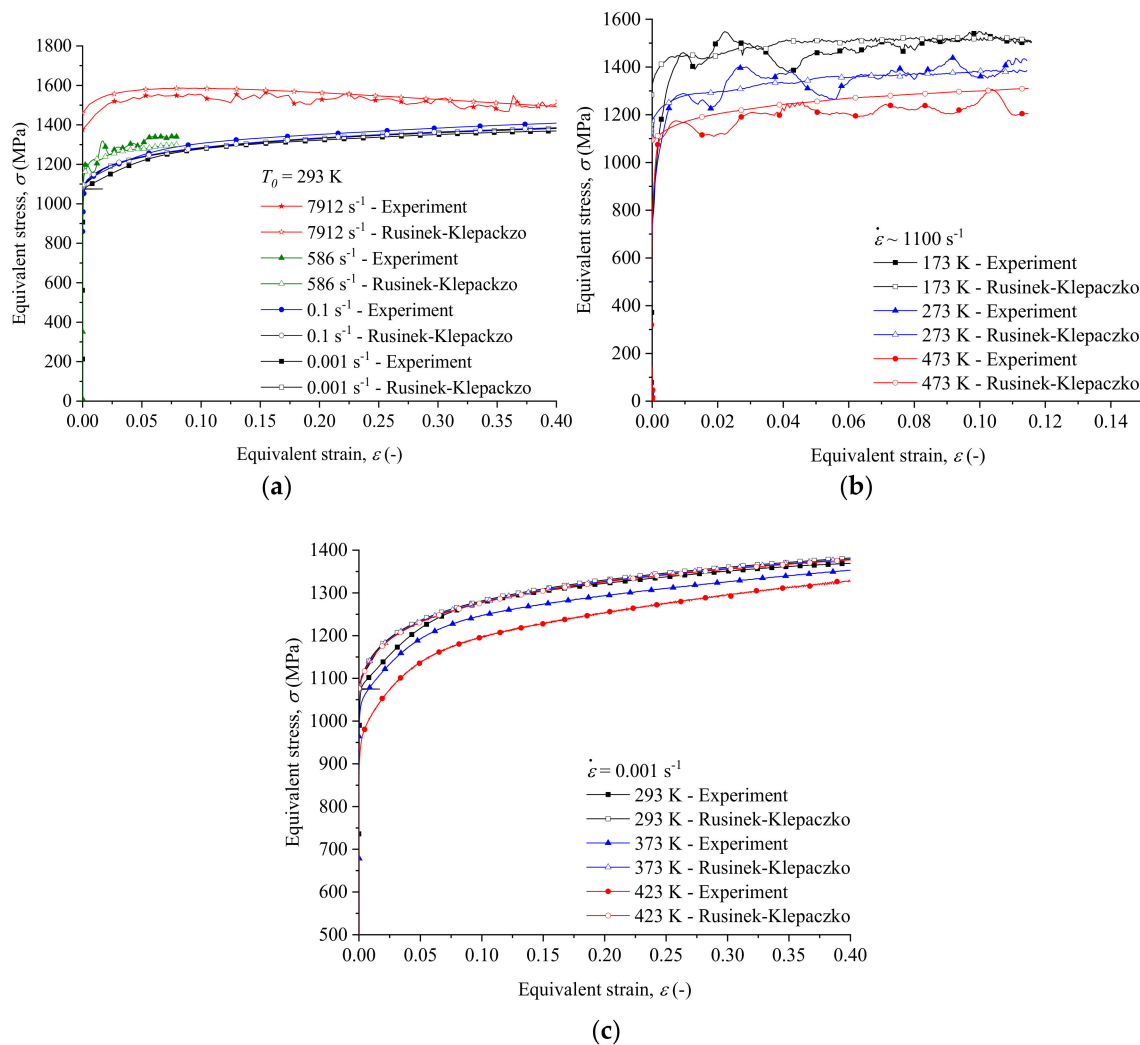 1800
1600
1400
1200
1000
800
600
400
200
0
Equivalent stress, σ (MPa)
T0 = 293 K
7912 s-1 - Experiment
7912 s-1 - Rusinek-Klepackzo
586 s-1 - Experiment
586 s-1 - Rusinek-Klepackzo
0.1 s-1 - Experiment
0.1 s-1 - Rusinek-Klepackzo
0.001 s-1 - Experiment
0.001 s-1 - Rusinek-Klepackzo
0.00 0.05 0.10 0.15 0.20 0.25 0.30 0.35 0.40
Equivalent strain, ε (-)
(a)
1600
1400
1200
1000
800
600
400
200
0
Equivalent stress, σ (MPa)
ε̇ ~ 1100 s-1
173 K - Experiment
173 K - Rusinek-Klepaczko
273 K - Experiment
273 K - Rusinek-Klepaczko
473 K - Experiment
473 K - Rusinek-Klepaczko
0.00 0.02 0.04 0.06 0.08 0.10 0.12 0.14
Equivalent strain, ε (-)
(b)
1400
1300
1200
1100
1000
900
800
700
600
500
Equivalent stress, σ (MPa)
ε̇ = 0.001 s-1
293 K - Experiment
293 K - Rusinek-Klepaczko
373 K - Experiment
373 K - Rusinek-Klepaczko
423 K - Experiment
423 K - Rusinek-Klepaczko
0.00 0.05 0.10 0.15 0.20 0.25 0.30 0.35 0.40
Equivalent strain, ε (-)
(c)